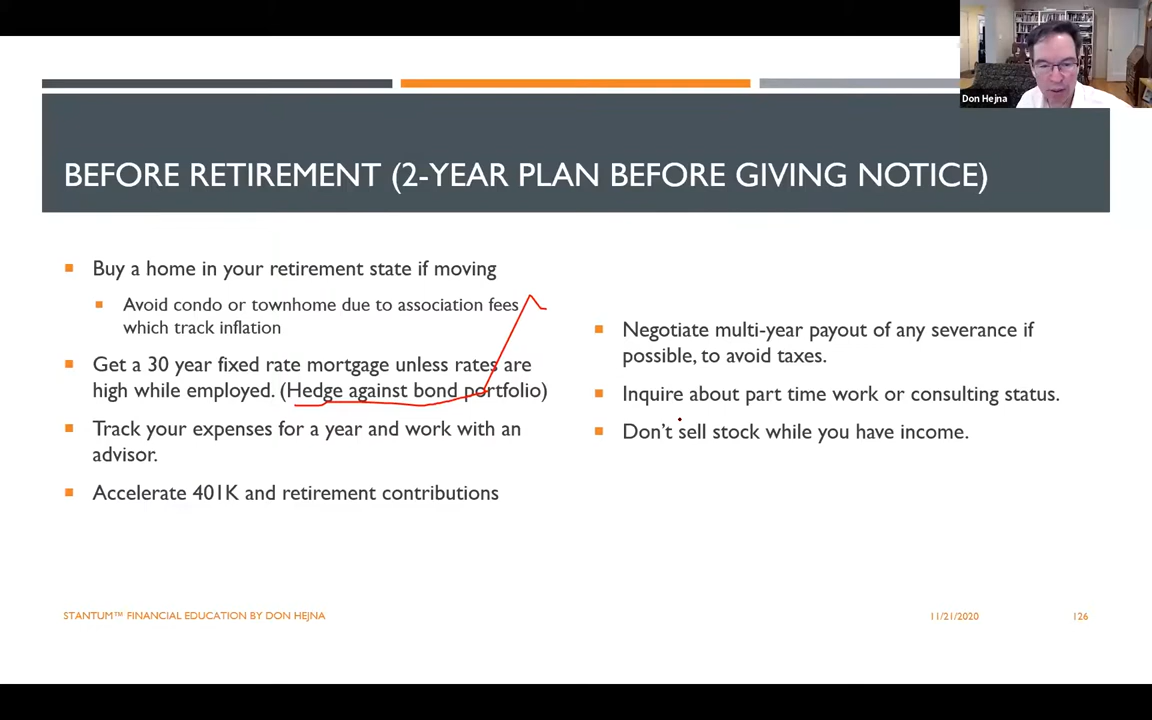 Don Hejna
BEFORE RETIREMENT (2-YEAR PLAN BEFORE GIVING NOTICE)
Buy a home in your retirement state if moving
Avoid condo or townhome due to association fees
which track inflation
Get a 30 year fixed rate mortgage unless rates are
high while employed. (Hedge against bond portfolio)
Track your expenses for a year and work with an
advisor.
Accelerate 401K and retirement contributions
Negotiate multi-year payout of any severance if
possible, to avoid taxes.
Inquire about part time work or consulting status.
Don't sell stock while you have income.
STANTUM™ FINANCIAL EDUCATION BY DON HEJNA
11/21/2020
126